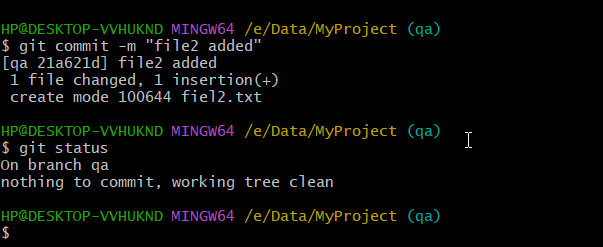 HP@DESKTOP-VVHUKND MINGW64 /e/Data/MyProject (qa)
$ git commit -m "file2 added"
[qa 21a621d] file2 added
 1 file changed, 1 insertion(+)
 create mode 100644 fiel2.txt
HP@DESKTOP-VVHUKND MINGW64 /e/Data/MyProject (qa)
$ git status
On branch qa
nothing to commit, working tree clean
HP@DESKTOP-VVHUKND MINGW64 /e/Data/MyProject (qa)
$